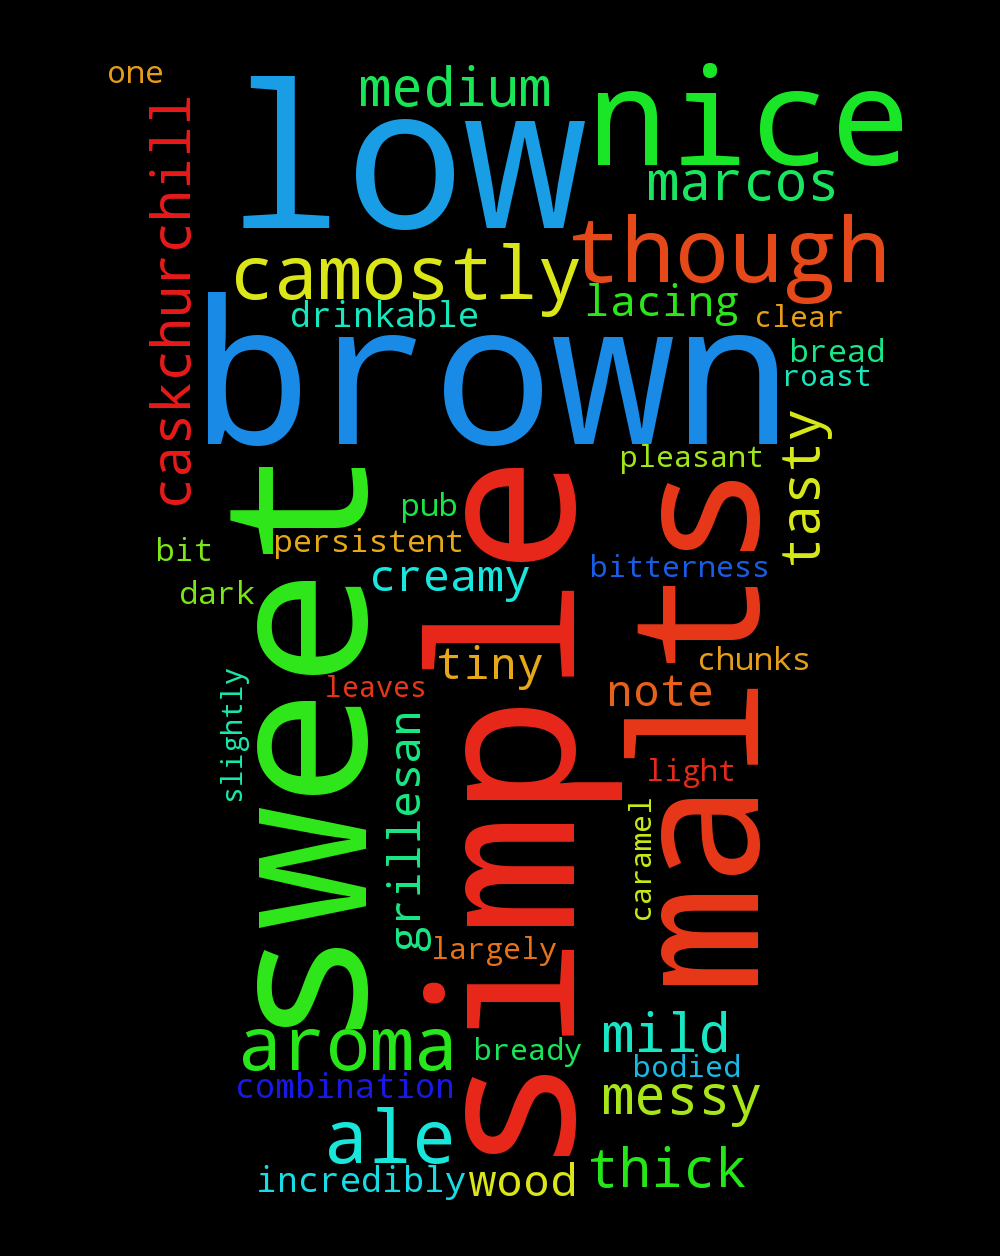 one
medium
low
nice
marcos
caskchurchill
though
camostly
lacing
drinkable
clear
brown
bread
roast
tasty
pleasant
sweet
simple
malts
pub
persistent
bit
creamy
bitterness
dark
tiny
chunks
leaves
note
slightly
grillesan
light
caramel
largely
aroma
mild
bready
bodied
combination
messy
ale
thick
incredibly
wood